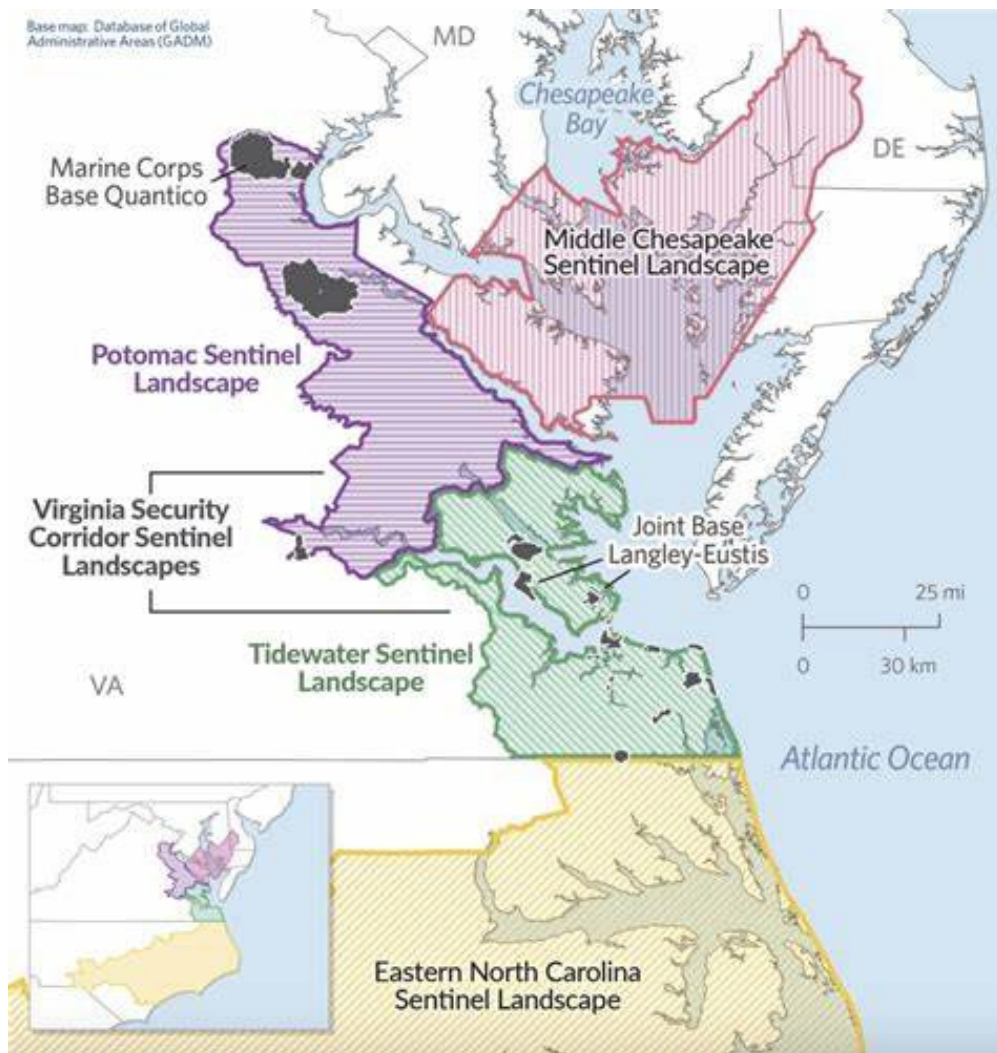 Base map: Database of Global
Administrative Areas (GADM)
MD
Chesapeake
Bay
DE
Marine Corps
Base Quantico
Middle Chesapeake
Sentinel Landscape
Potomac Sentinel
Landscape
Virginia Security
Corridor Sentinel
Landscapes
Joint Base
Langley-Eustis
0 25 mi
0 30 km
Tidewater Sentinel
Landscape
VA
Atlantic Ocean
Eastern North Carolina
Sentinel Landscape